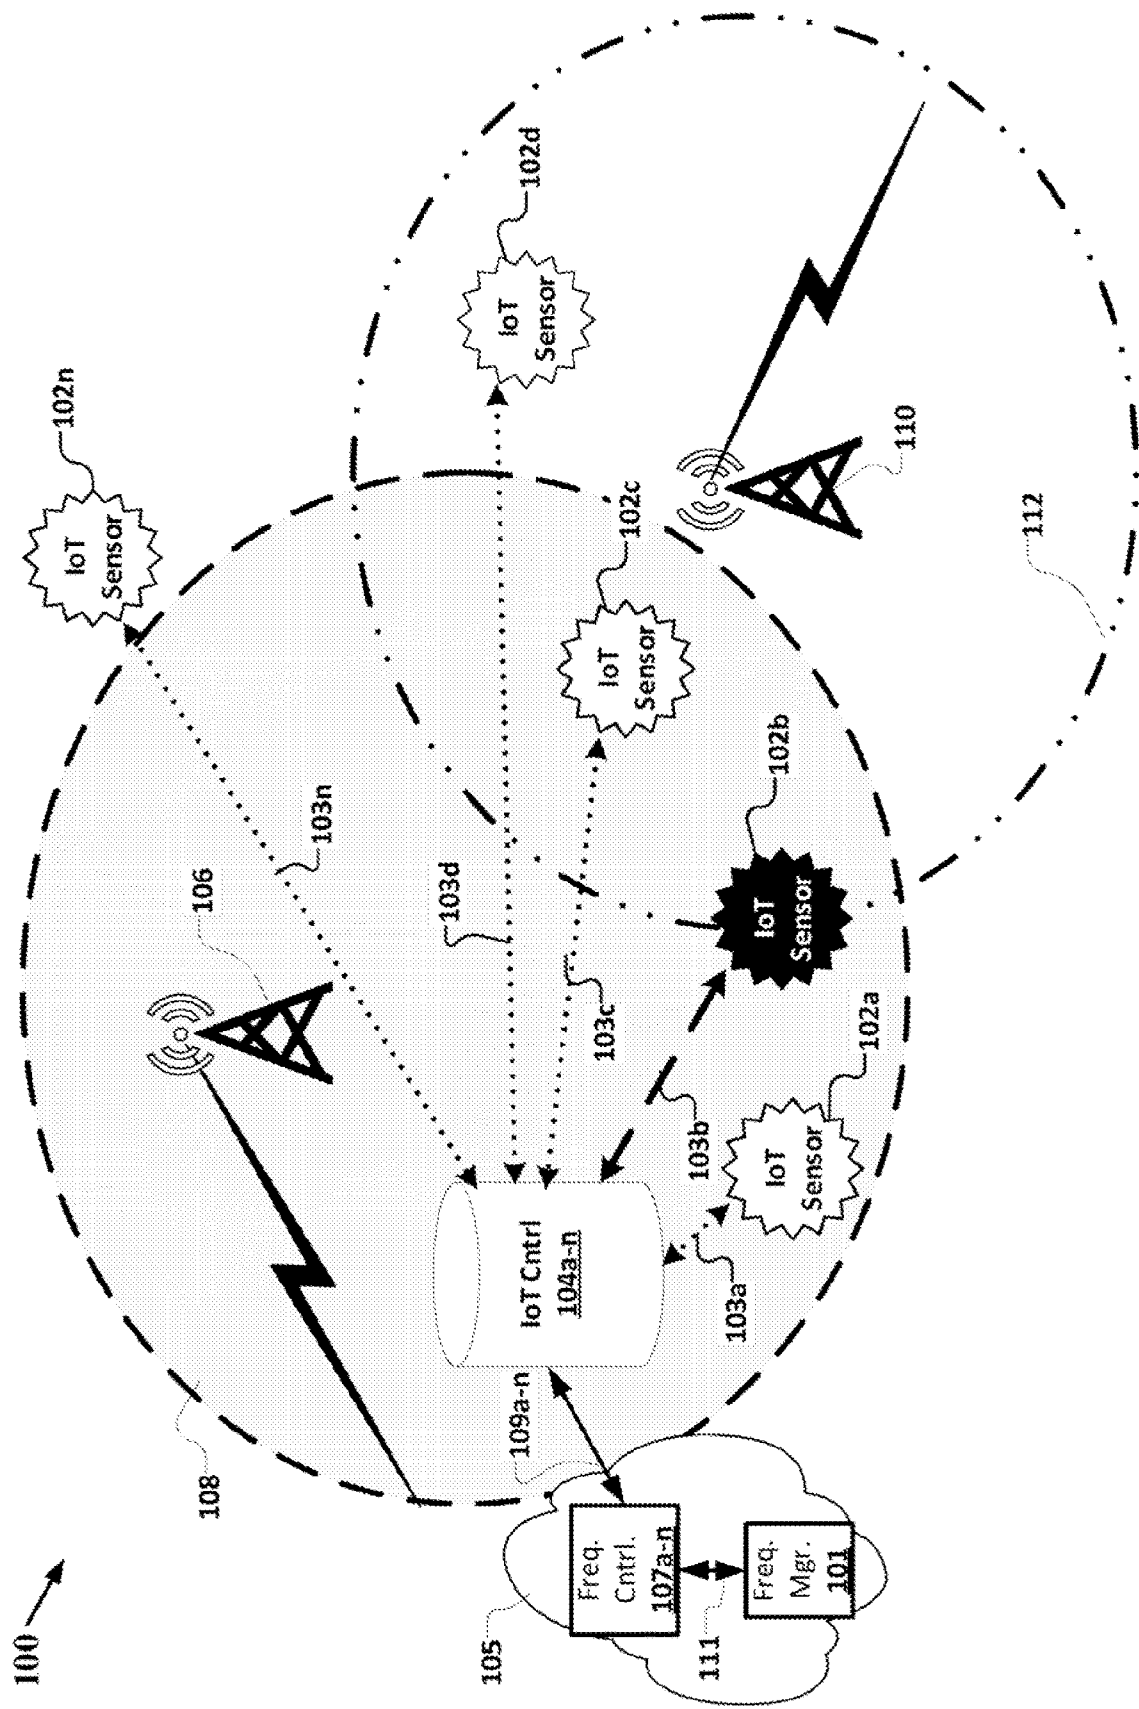 100
108
106
103n
IoT
Sensor
102n
IoT
Sensor
102d
103d
103c
IoT
Sensor
102c
IoT Cntrl
104a-n
109a-n
103a
103b
IoT
Sensor
102a
IoT
Sensor
102b
110
112
105
Freq.
Cntrl.
107a-n
111
Freq.
Mgr.
101